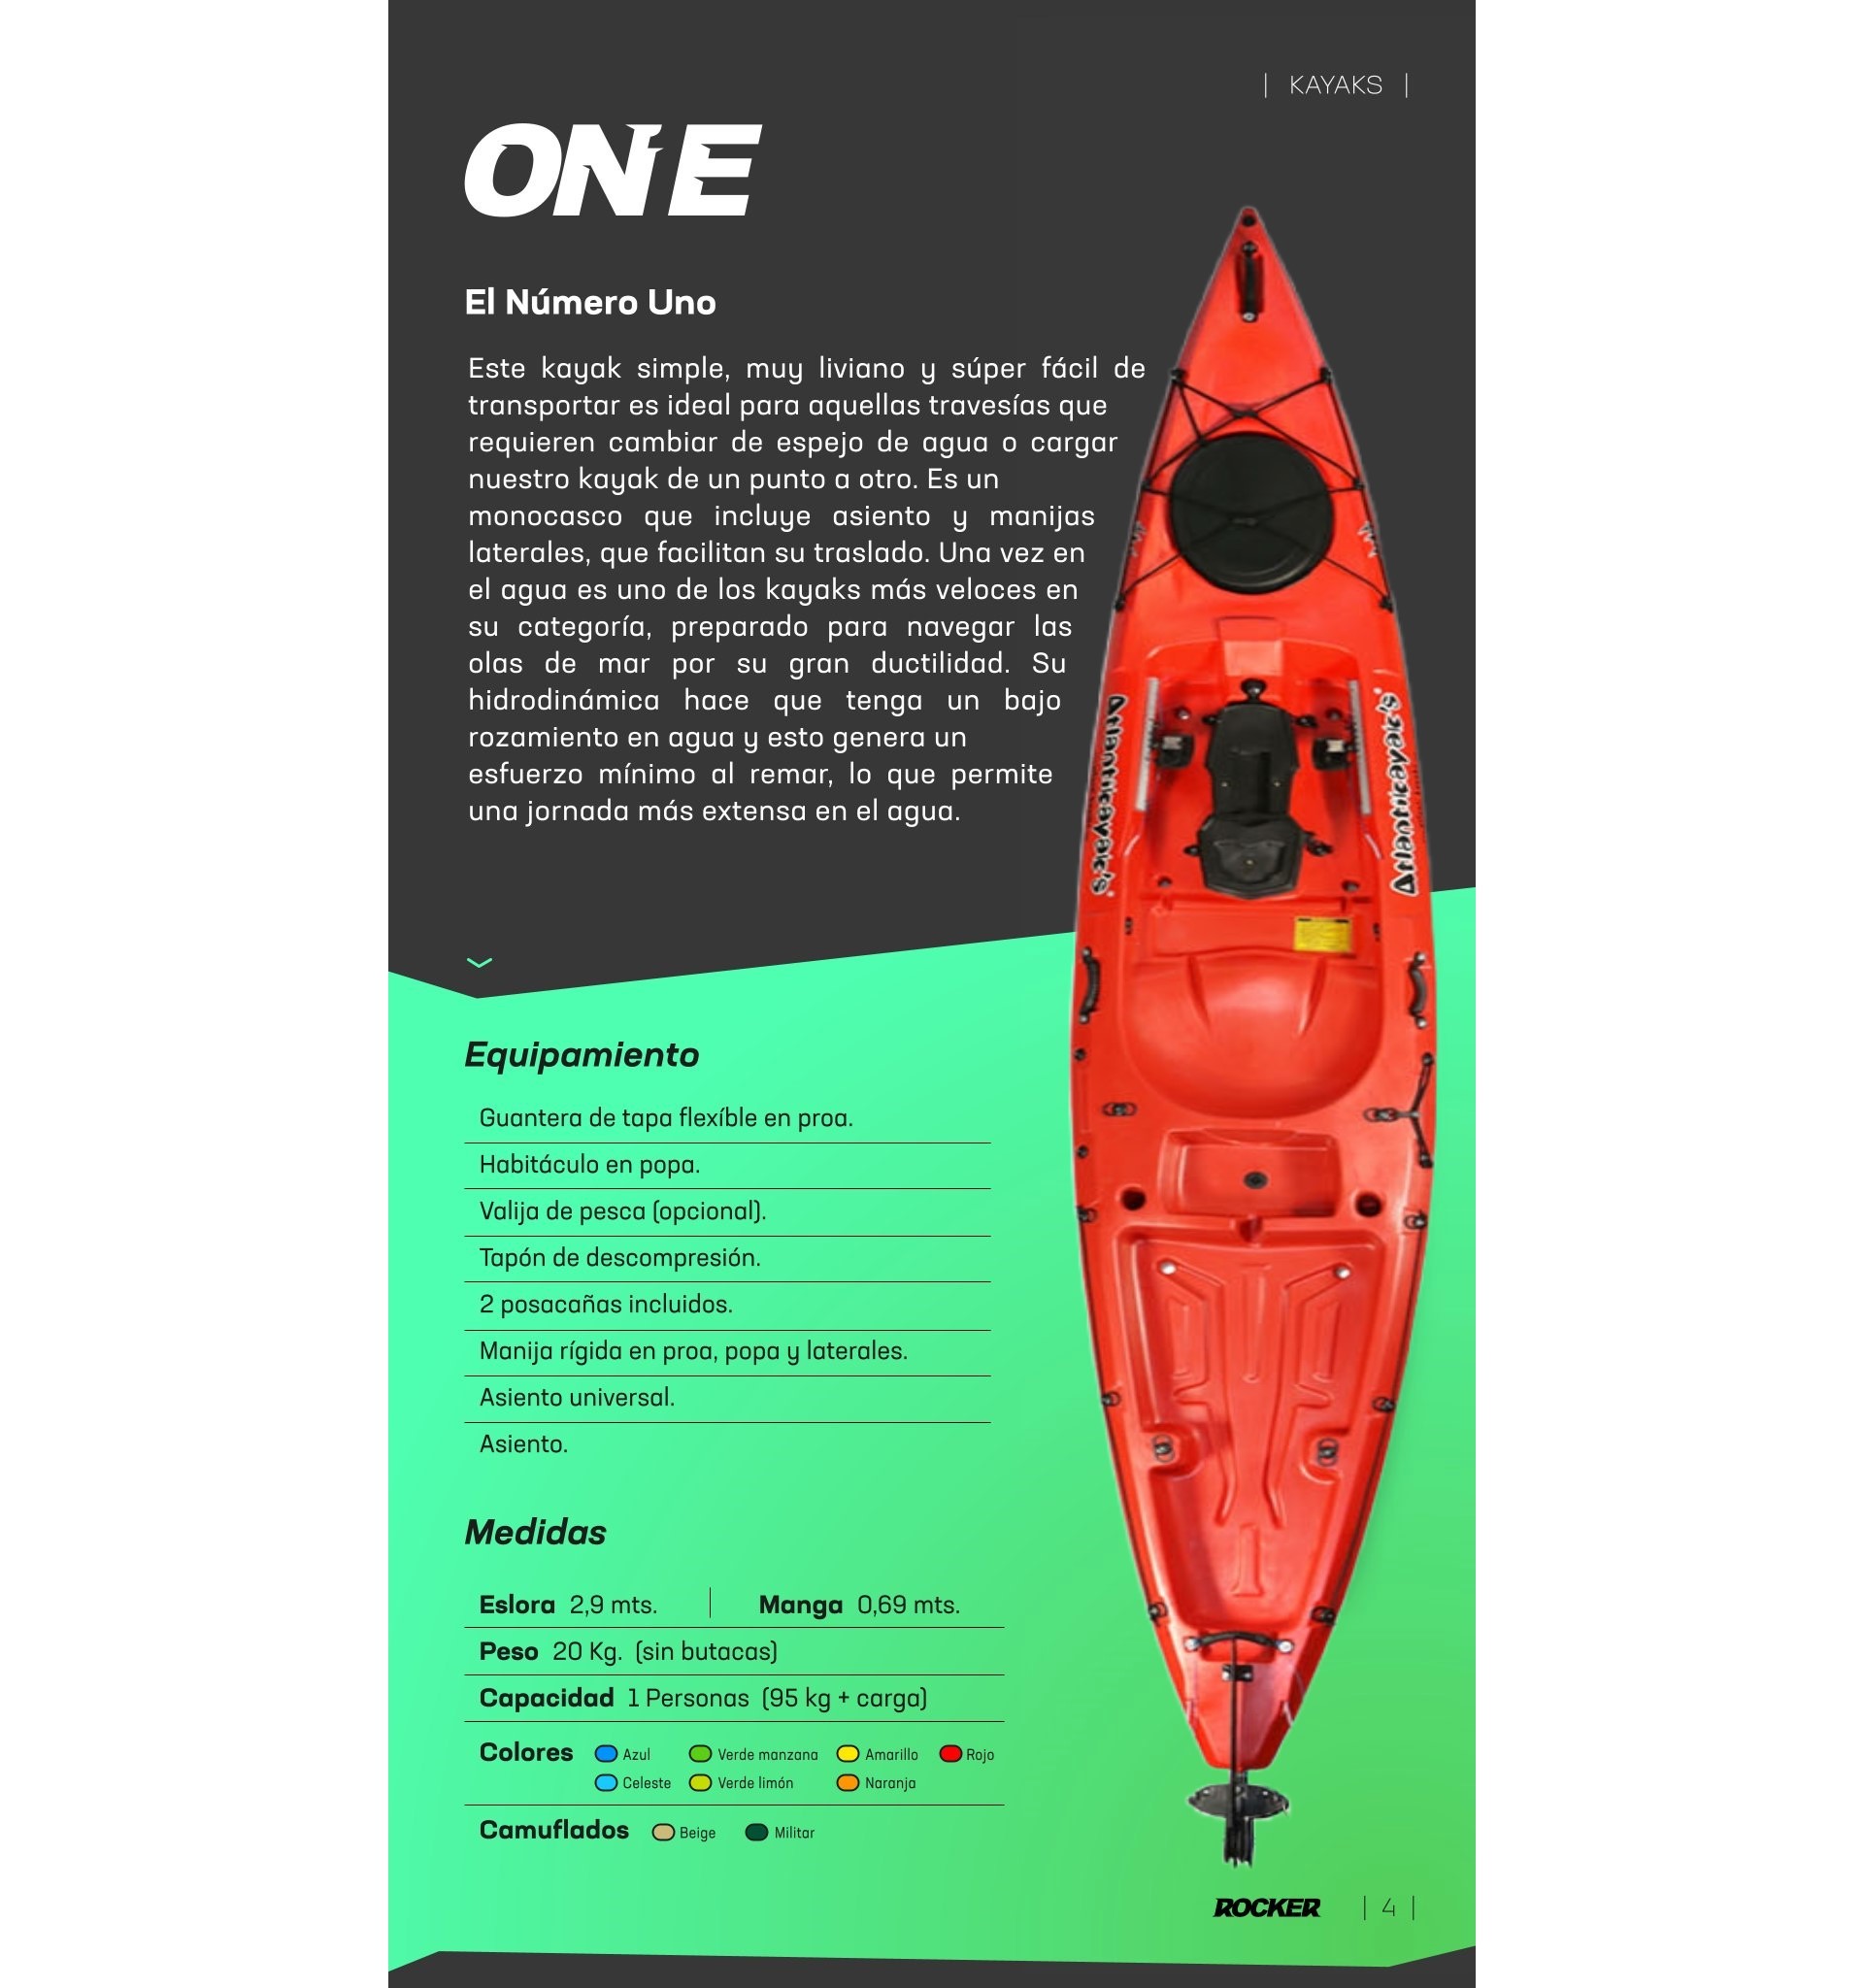 | KAYAKS |
ONE
El Número Uno
Este kayak simple, muy liviano y súper fácil de
transportar es ideal para aquellas travesías que
requieren cambiar de espejo de agua o cargar
nuestro kayak de un punto a otro. Es un
monocasco que incluye asiento y manijas
laterales, que facilitan su traslado. Una vez en
el agua es uno de los kayaks más veloces en
su categoría, preparado para navegar las
olas de mar por su gran ductilidad. Su
hidrodinámica hace que tenga un bajo
rozamiento en agua y esto genera un
esfuerzo mínimo al remar, lo que permite
una jornada más extensa en el agua.
Atlantikayak's
Atlantikayak's
Equipamiento
Guantera de tapa flexíble en proa.
Habitáculo en popa.
Valija de pesca (opcional).
Tapón de descompresión.
2 posacañas incluidos.
Manija rígida en proa, popa y laterales.
Asiento universal.
Asiento.
Medidas
Eslora 2,9 mts. | Manga 0,69 mts.
Peso 20 Kg. (sin butacas)
Capacidad 1 Personas (95 kg + carga)
Colores Azul Verde manzana Amarillo Rojo
Celeste Verde limón Naranja
Camuflados Beige Militar
ROCKER | 4 |